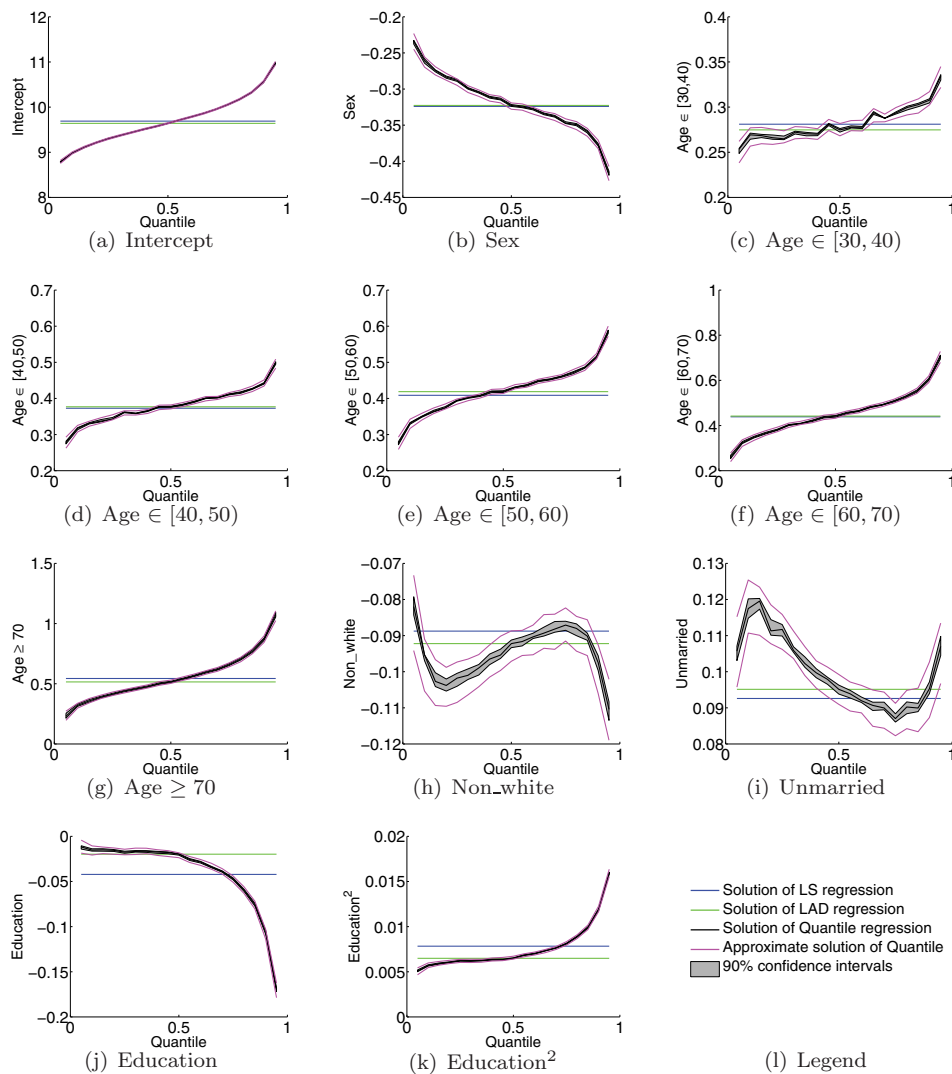 12
11
10
9
8
0
0.5
1
Intercept
Quantile
(a) Intercept
−0.2
−0.25
−0.3
−0.35
−0.4
−0.45
0
0.5
1
Sex
Quantile
(b) Sex
0.4
0.35
0.3
0.25
0.2
0
0.5
1
Age ∈ [30,40)
Quantile
(c) Age ∈ [30, 40)
0.7
0.6
0.5
0.4
0.3
0.2
0
0.5
1
Age ∈ [40,50)
Quantile
(d) Age ∈ [40, 50)
0.7
0.6
0.5
0.4
0.3
0.2
0
0.5
1
Age ∈ [50,60)
Quantile
(e) Age ∈ [50, 60)
1
0.8
0.6
0.4
0.2
0
0.5
1
Age ∈ [60,70)
Quantile
(f) Age ∈ [60, 70)
1.5
1
0.5
0
0
0.5
1
Age ≥ 70
Quantile
(g) Age ≥ 70
−0.07
−0.08
−0.09
−0.1
−0.11
−0.12
0
0.5
1
Non_white
Quantile
(h) Non_white
0.13
0.12
0.11
0.1
0.09
0.08
0
0.5
1
Unmarried
Quantile
(i) Unmarried
0
−0.05
−0.1
−0.15
−0.2
0
0.5
1
Education
Quantile
(j) Education
0.02
0.015
0.01
0.005
0
0
0.5
1
Education²
Quantile
(k) Education²
Solution of LS regression
Solution of LAD regression
Solution of Quantile regression
Approximate solution of Quantile
90% confidence intervals
(l) Legend